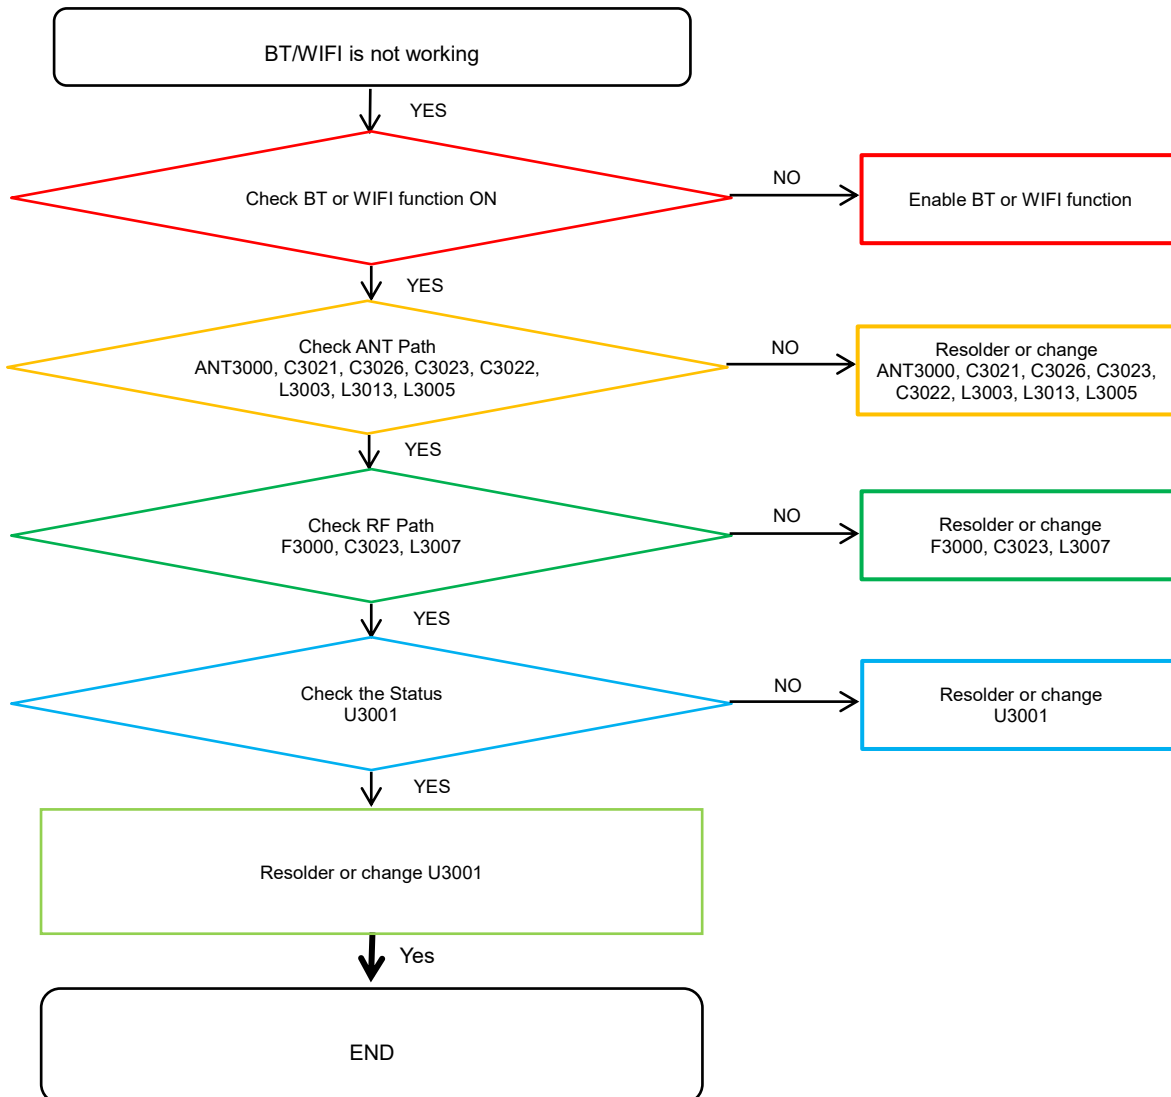 BT/WIFI is not working
YES
Check BT or WIFI function ON
NO
Enable BT or WIFI function
YES
Check ANT Path
ANT3000, C3021, C3026, C3023, C3022,
L3003, L3013, L3005
NO
Resolder or change
ANT3000, C3021, C3026, C3023,
C3022, L3003, L3013, L3005
YES
Check RF Path
F3000, C3023, L3007
NO
Resolder or change
F3000, C3023, L3007
YES
Check the Status
U3001
NO
Resolder or change
U3001
YES
Resolder or change U3001
Yes
END